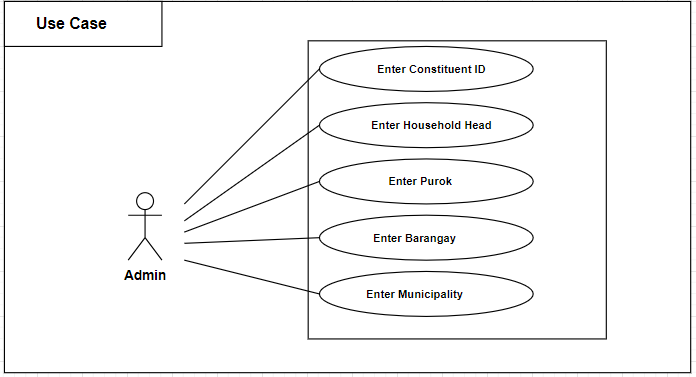 Use Case
Enter Constituent ID
Enter Household Head
Enter Purok
Enter Barangay
Enter Municipality
Admin